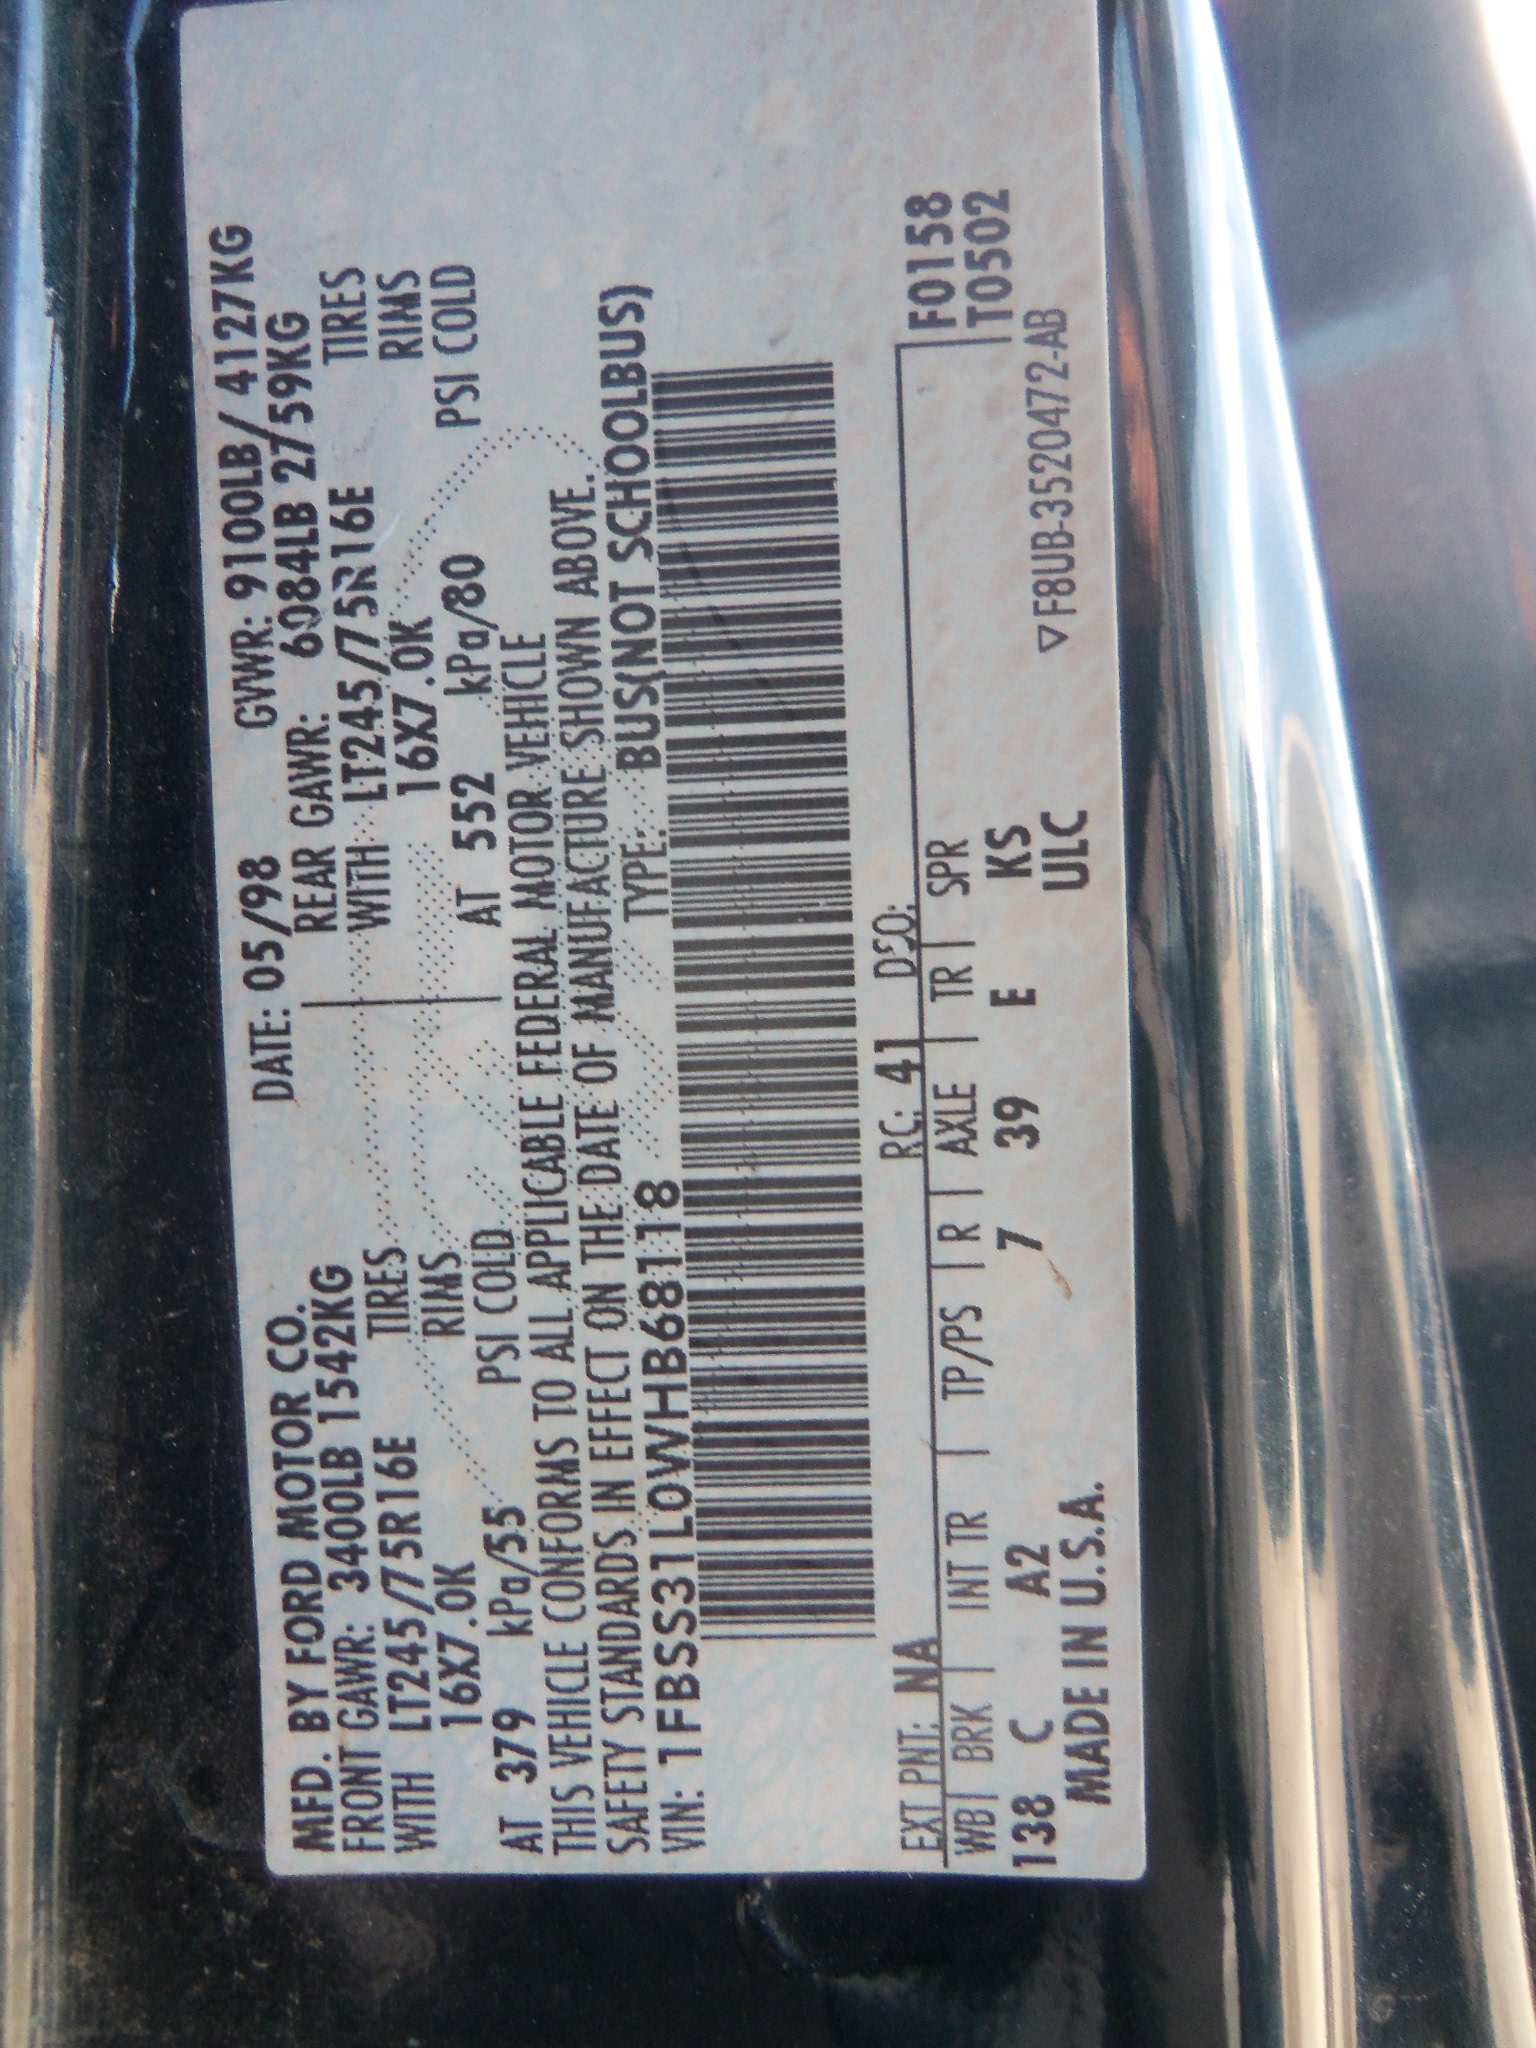 MFD. BY FORD MOTOR CO. DATE: 05/98 GVWR: 9100LB/ 4127KG
FRONT GAWR: 3400LB 1542KG REAR GAWR: 6084LB 2759KG
WITH LT245/75R16E TIRES WITH LT245/75R16E TIRES
16X7.0K RIMS 16X7.0K RIMS
AT 379 kPa/55 PSI COLD AT 552 kPa/80 PSI COLD
THIS VEHICLE CONFORMS TO ALL APPLICABLE FEDERAL MOTOR VEHICLE
SAFETY STANDARDS IN EFFECT ON THE DATE OF MANUFACTURE SHOWN ABOVE.
VIN: 1FBSS31L0WHB68118 TYPE: BUS(NOT SCHOOLBUS)
EXT PNT: NA RC: 41 DSO:
WB | BRK | INT TR | TP/PS | R | AXLE | TR | SPR F0158
138 C A2 7 39 E KS T0502
ULC
MADE IN U.S.A. ▽F8UB-3520472-AB